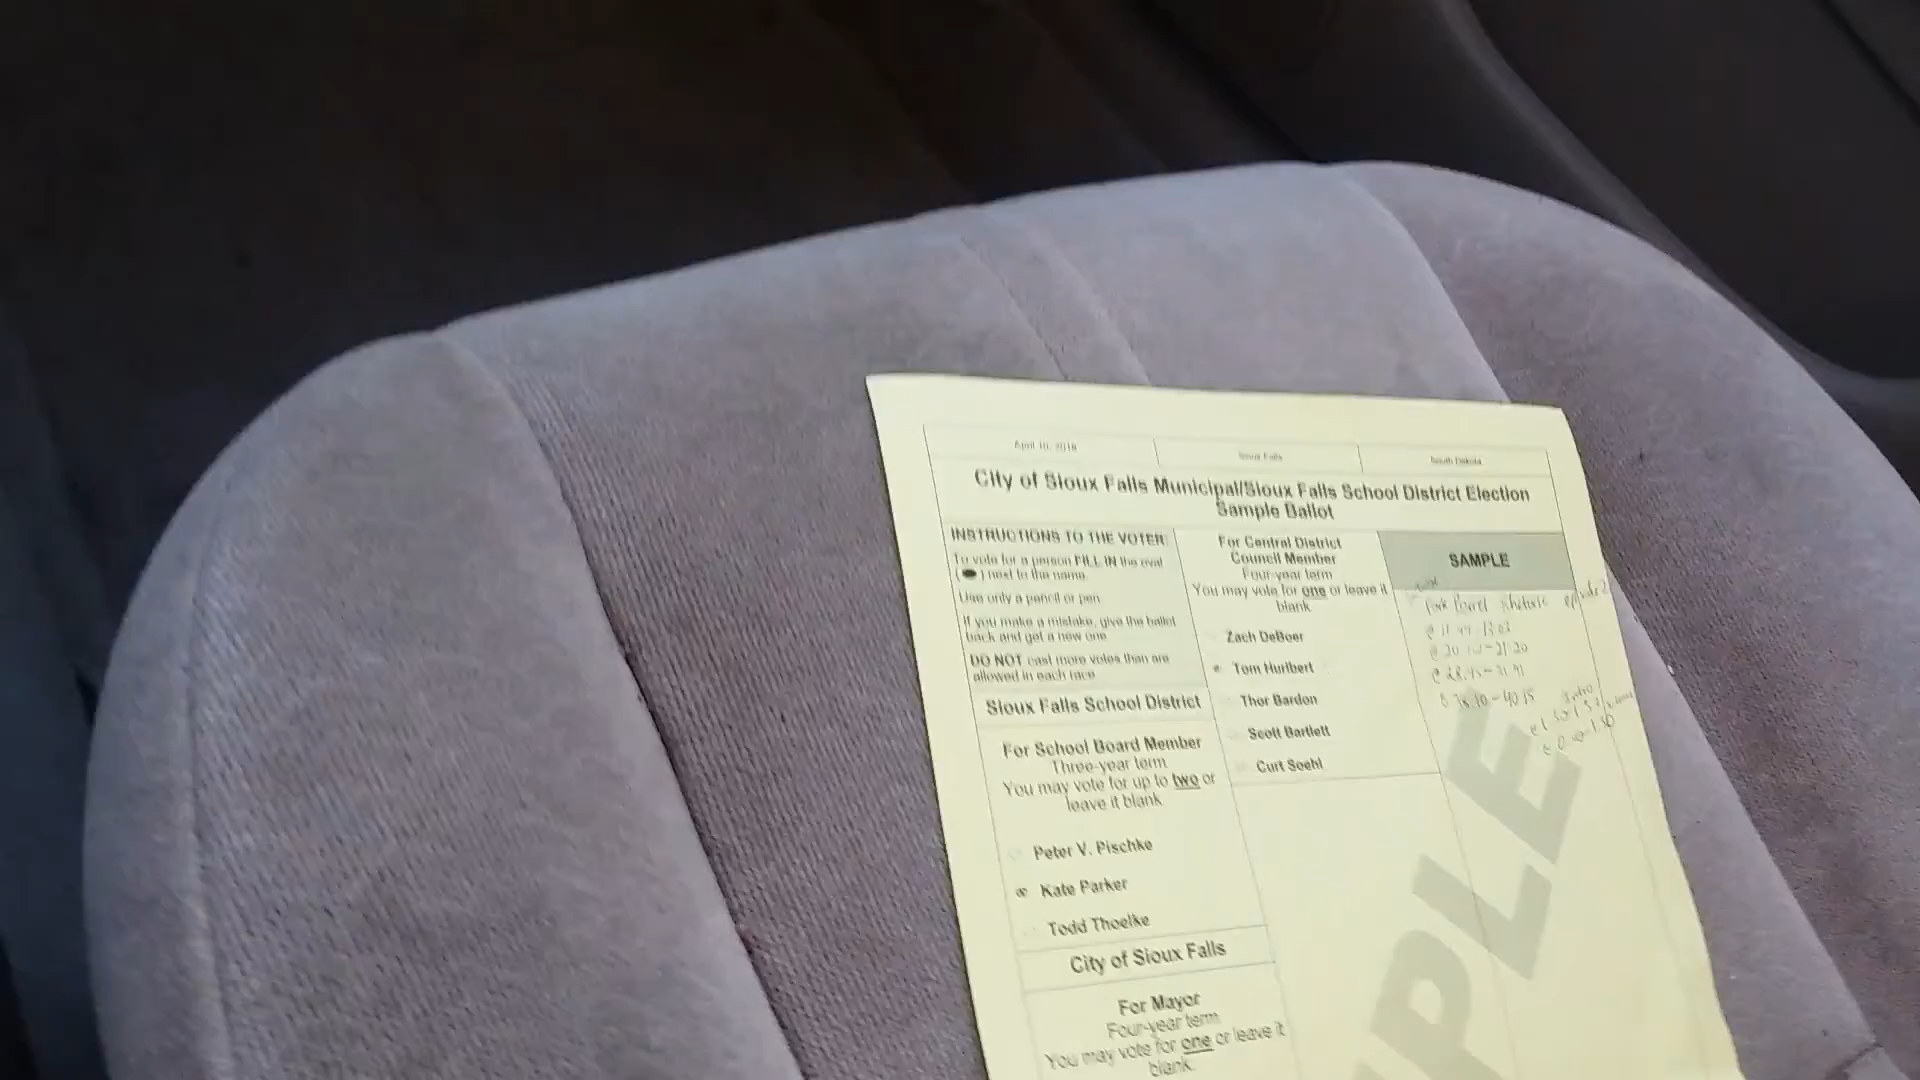 April 10, 2018
Sioux Falls
South Dakota
City of Sioux Falls Municipal/Sioux Falls School District Election
Sample Ballot
INSTRUCTIONS TO THE VOTER:
To vote for a person FILL IN the oval
( ) next to the name.
Use only a pencil or pen.
If you make a mistake, give the ballot
back and get a new one.
DO NOT cast more votes than are
allowed in each race.
Sioux Falls School District
For School Board Member
Three-year term
You may vote for up to two or
leave it blank.
Peter V. Pischke
Kate Parker
Todd Thoelke
City of Sioux Falls
For Mayor
Four-year term
You may vote for one or leave it
blank.
For Central District
Council Member
Four-year term
You may vote for one or leave it
blank.
Zach DeBoer
Tom Hurlbert
Thor Bardon
Scott Bartlett
Curt Soehl
SAMPLE
episode 2
PLE